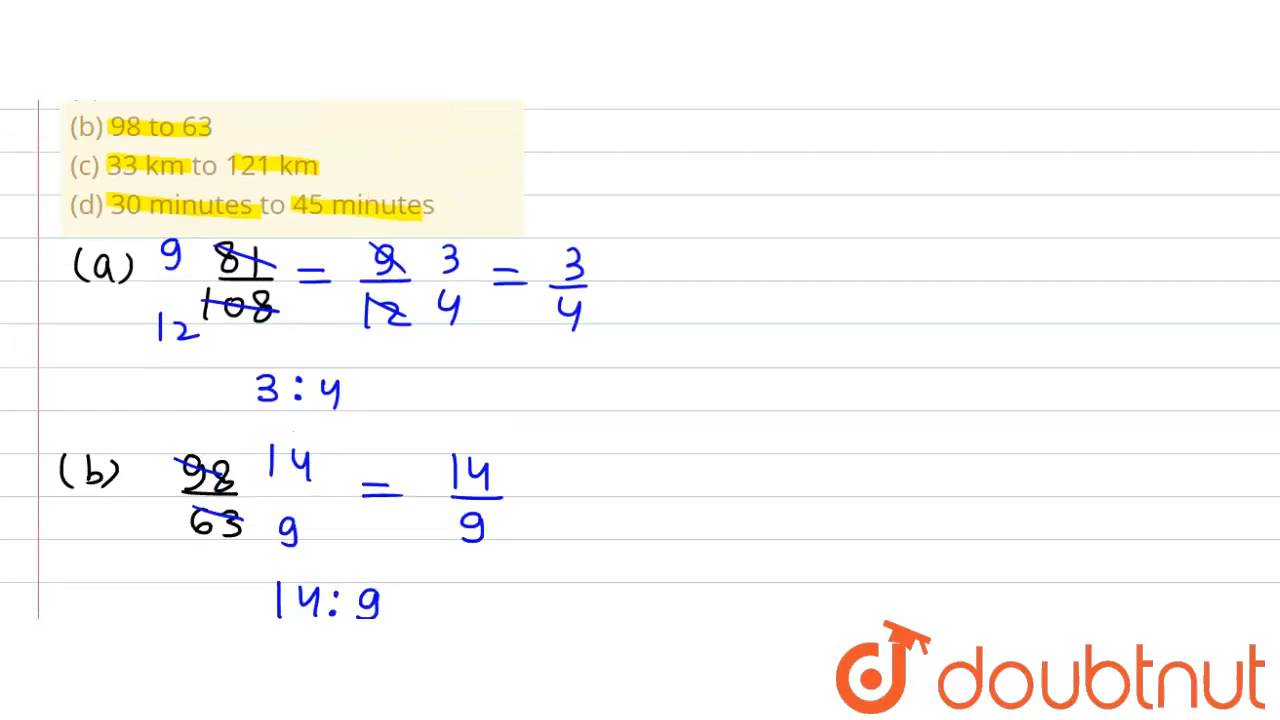 (b) 98 to 63
(c) 33 km to 121 km
(d) 30 minutes to 45 minutes
(a) 9 81/108 12 = 9/12 3 4 = 3/4
3 : 4
(b) 98/63 14 9 = 14/9
14 : 9
doubtnut